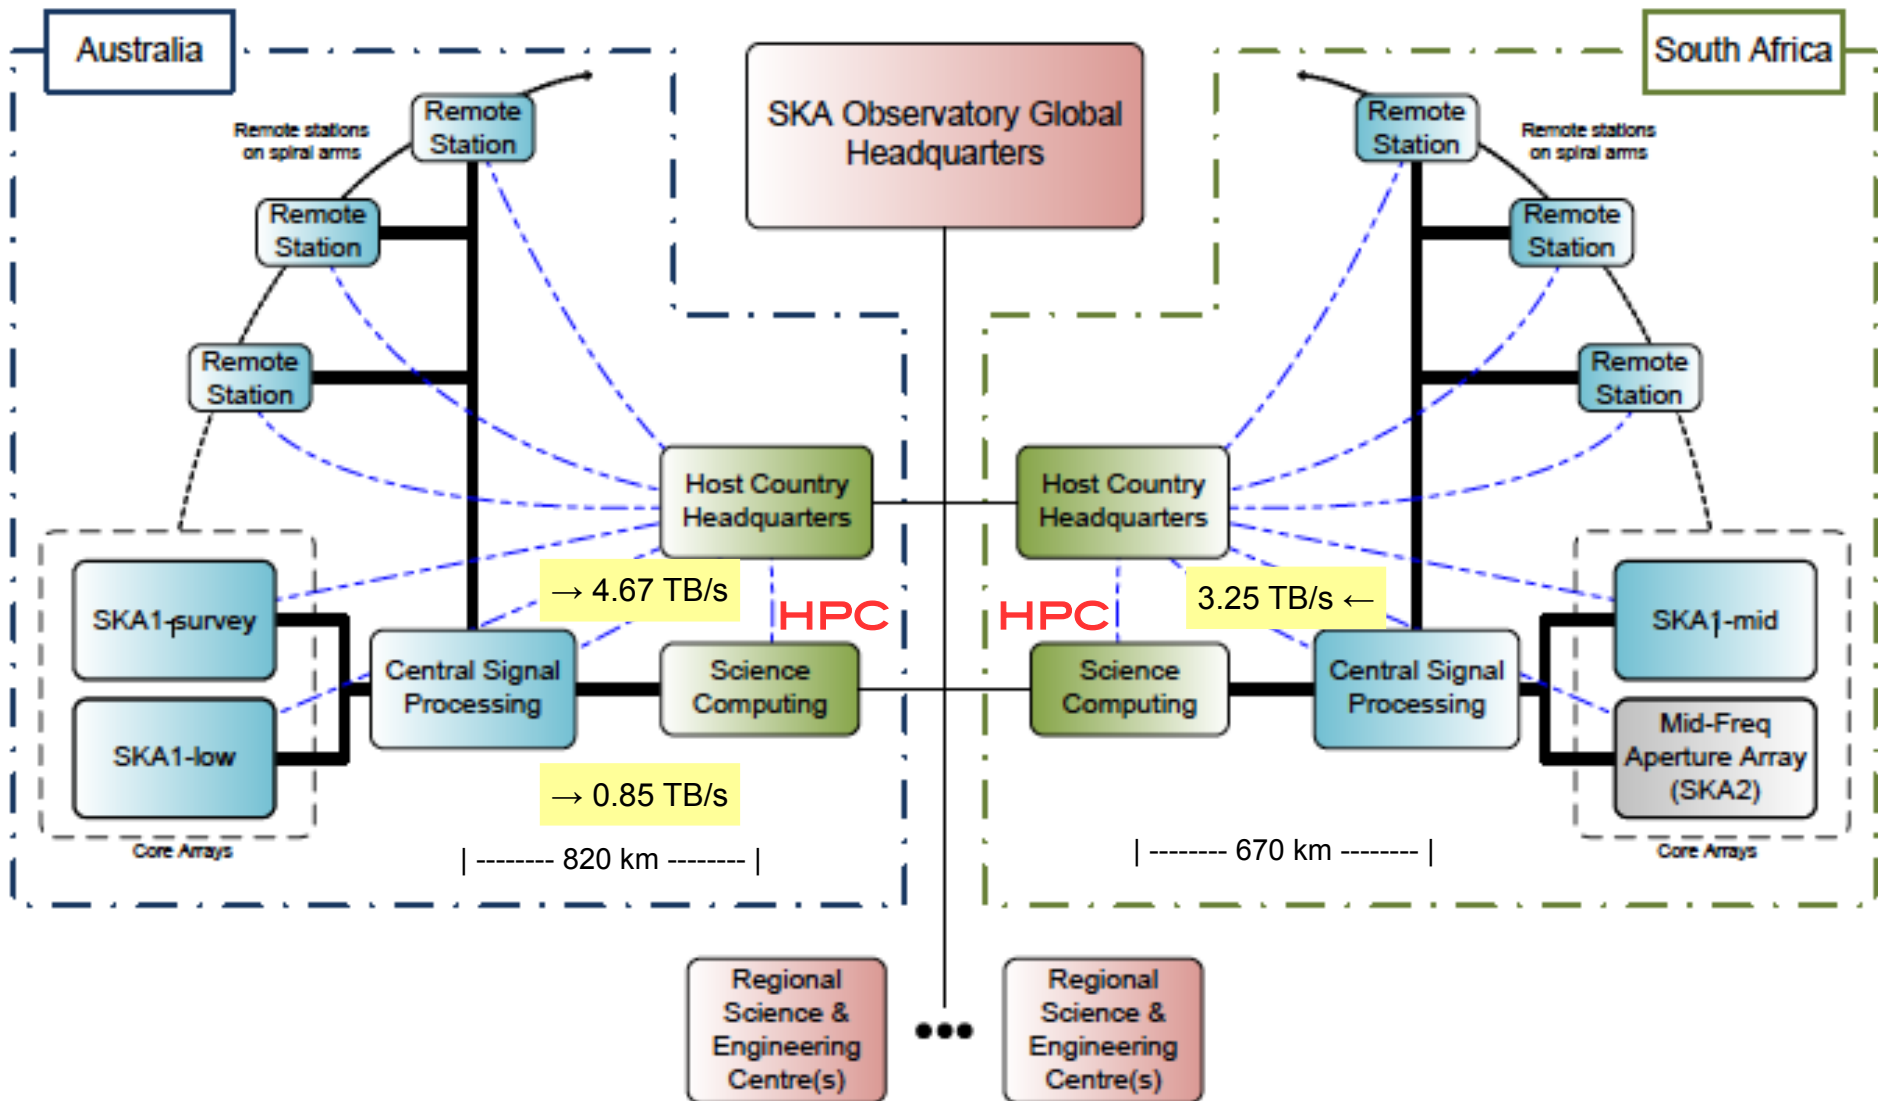 Australia
South Africa
SKA Observatory Global
Headquarters
Remote
Station
Remote stations
on spiral arms
Remote
Station
Remote
Station
Remote
Station
Remote stations
on spiral arms
Remote
Station
Remote
Station
Host Country
Headquarters
Host Country
Headquarters
SKA1-survey
→ 4.67 TB/s
HPC
HPC
3.25 TB/s ←
SKA1-mid
Central Signal
Processing
Science
Computing
Science
Computing
Central Signal
Processing
SKA1-low
Mid-Freq
Aperture Array
(SKA2)
→ 0.85 TB/s
Core Arrays
| -------- 820 km -------- |
| -------- 670 km -------- |
Core Arrays
Regional
Science &
Engineering
Centre(s)
●●●
Regional
Science &
Engineering
Centre(s)